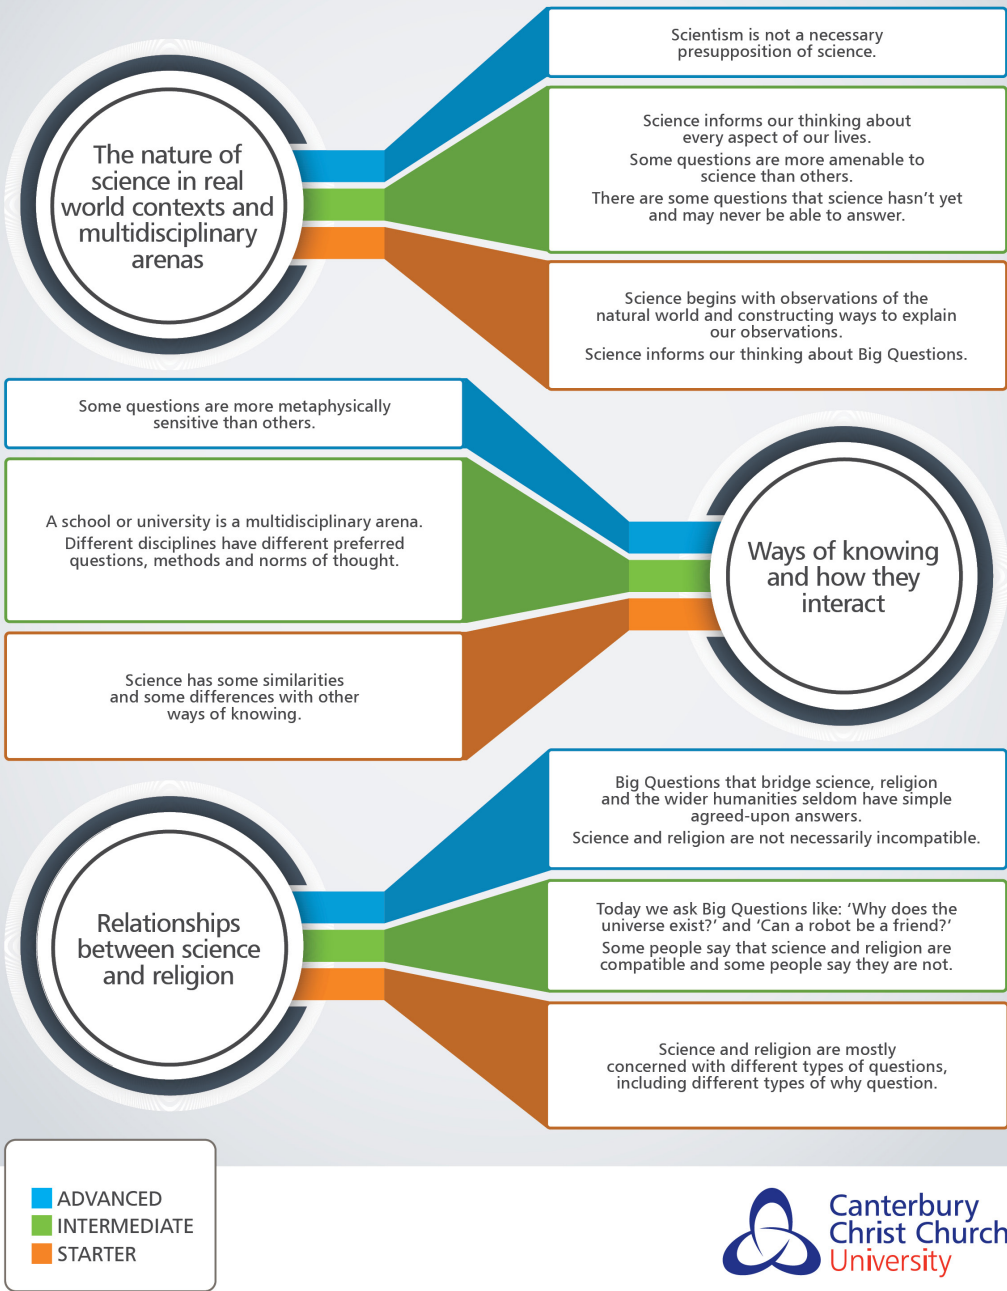 Scientism is not a necessary
presupposition of science.
The nature of
science in real
world contexts and
multidisciplinary
arenas
Science informs our thinking about
every aspect of our lives.
Some questions are more amenable to
science than others.
There are some questions that science hasn’t yet
and may never be able to answer.
Science begins with observations of the
natural world and constructing ways to explain
our observations.
Science informs our thinking about Big Questions.
Some questions are more metaphysically
sensitive than others.
A school or university is a multidisciplinary arena.
Different disciplines have different preferred
questions, methods and norms of thought.
Ways of knowing
and how they
interact
Science has some similarities
and some differences with other
ways of knowing.
Big Questions that bridge science, religion
and the wider humanities seldom have simple
agreed-upon answers.
Science and religion are not necessarily incompatible.
Relationships
between science
and religion
Today we ask Big Questions like: ‘Why does the
universe exist?’ and ‘Can a robot be a friend?’
Some people say that science and religion are
compatible and some people say they are not.
Science and religion are mostly
concerned with different types of questions,
including different types of why question.
ADVANCED
INTERMEDIATE
STARTER
Canterbury
Christ Church
University